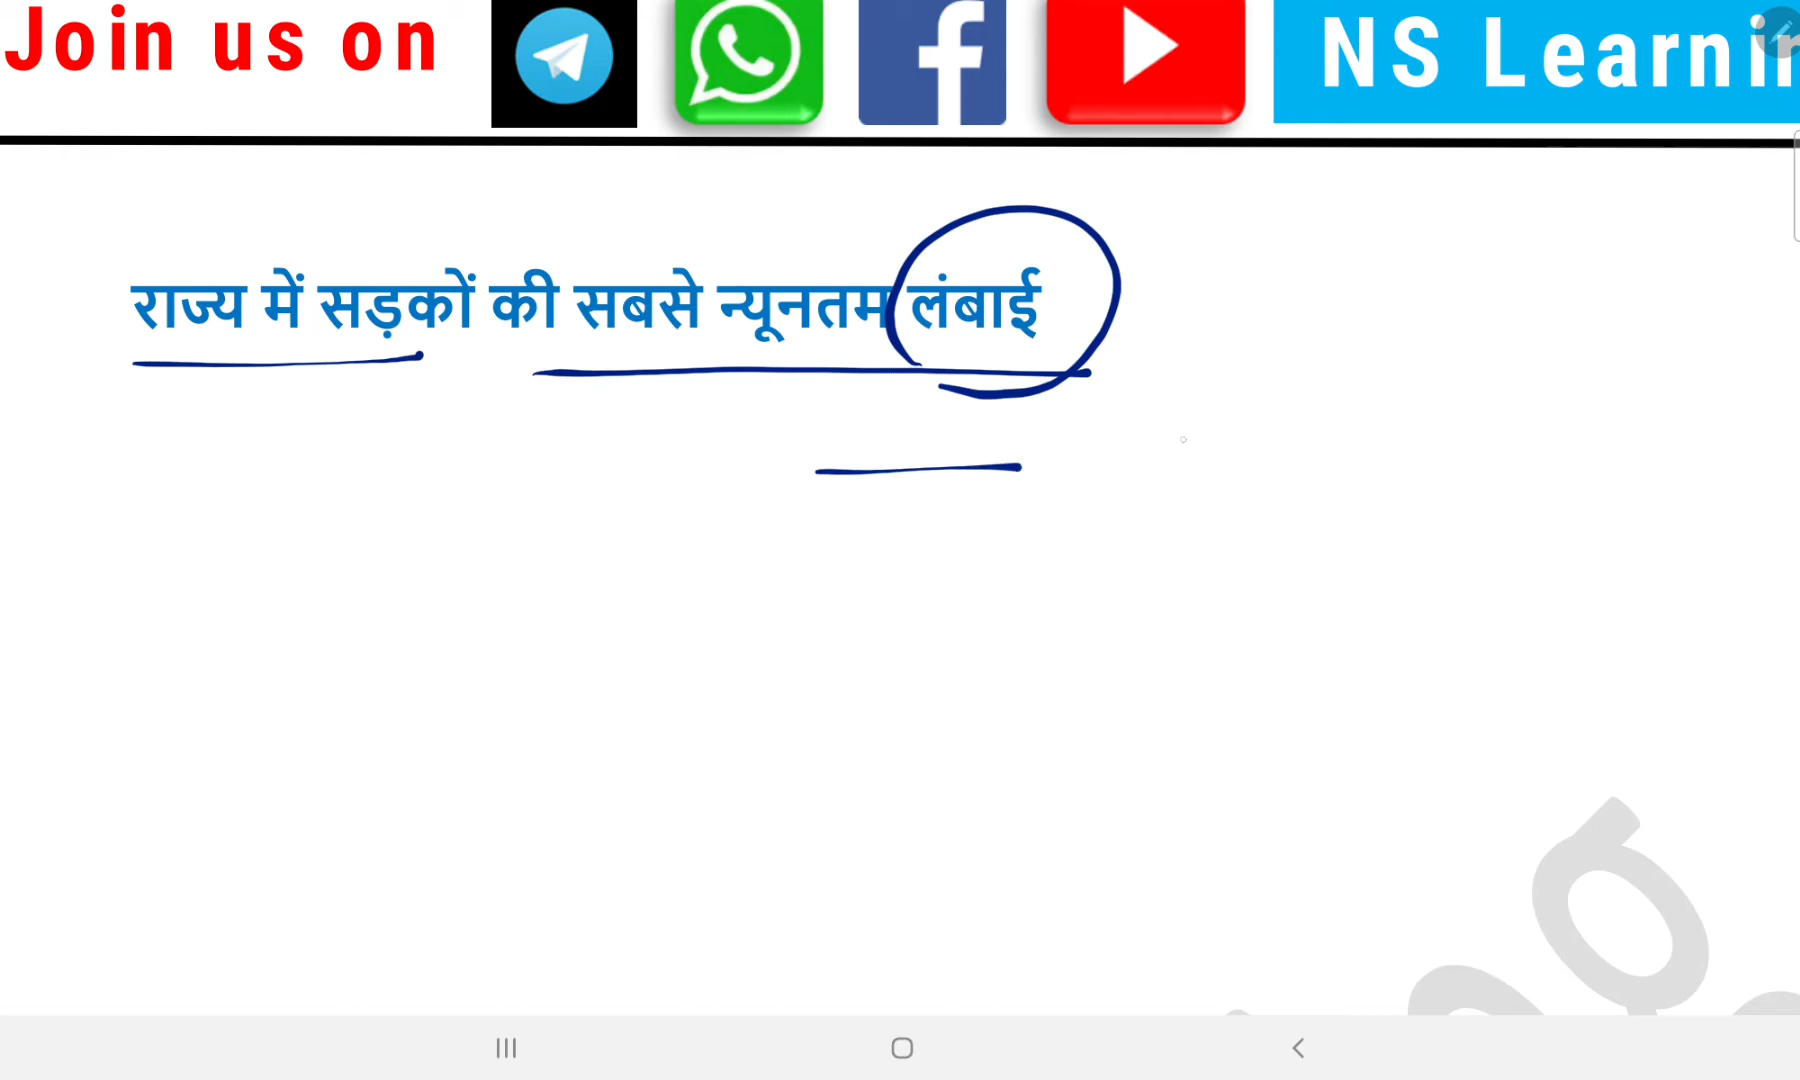 Join us on
NS Learnin
राज्य में सड़कों की सबसे न्यूनतम लंबाई